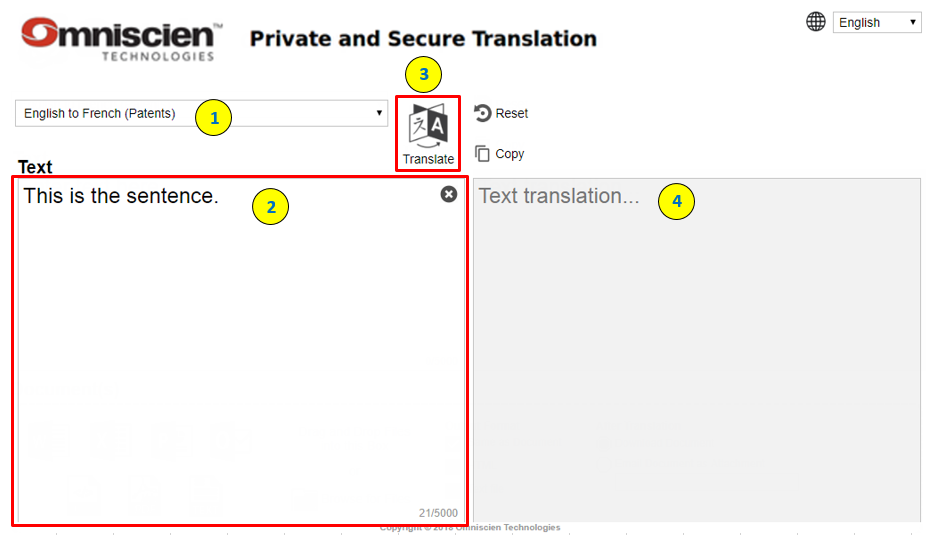 Omniscien™
TECHNOLOGIES
Private and Secure Translation
English
3
English to French (Patents)
1
Reset
Translate
Copy
Text
This is the sentence.
2
Text translation...
4
21/5000
Copyright © 2018 Omniscien Technologies